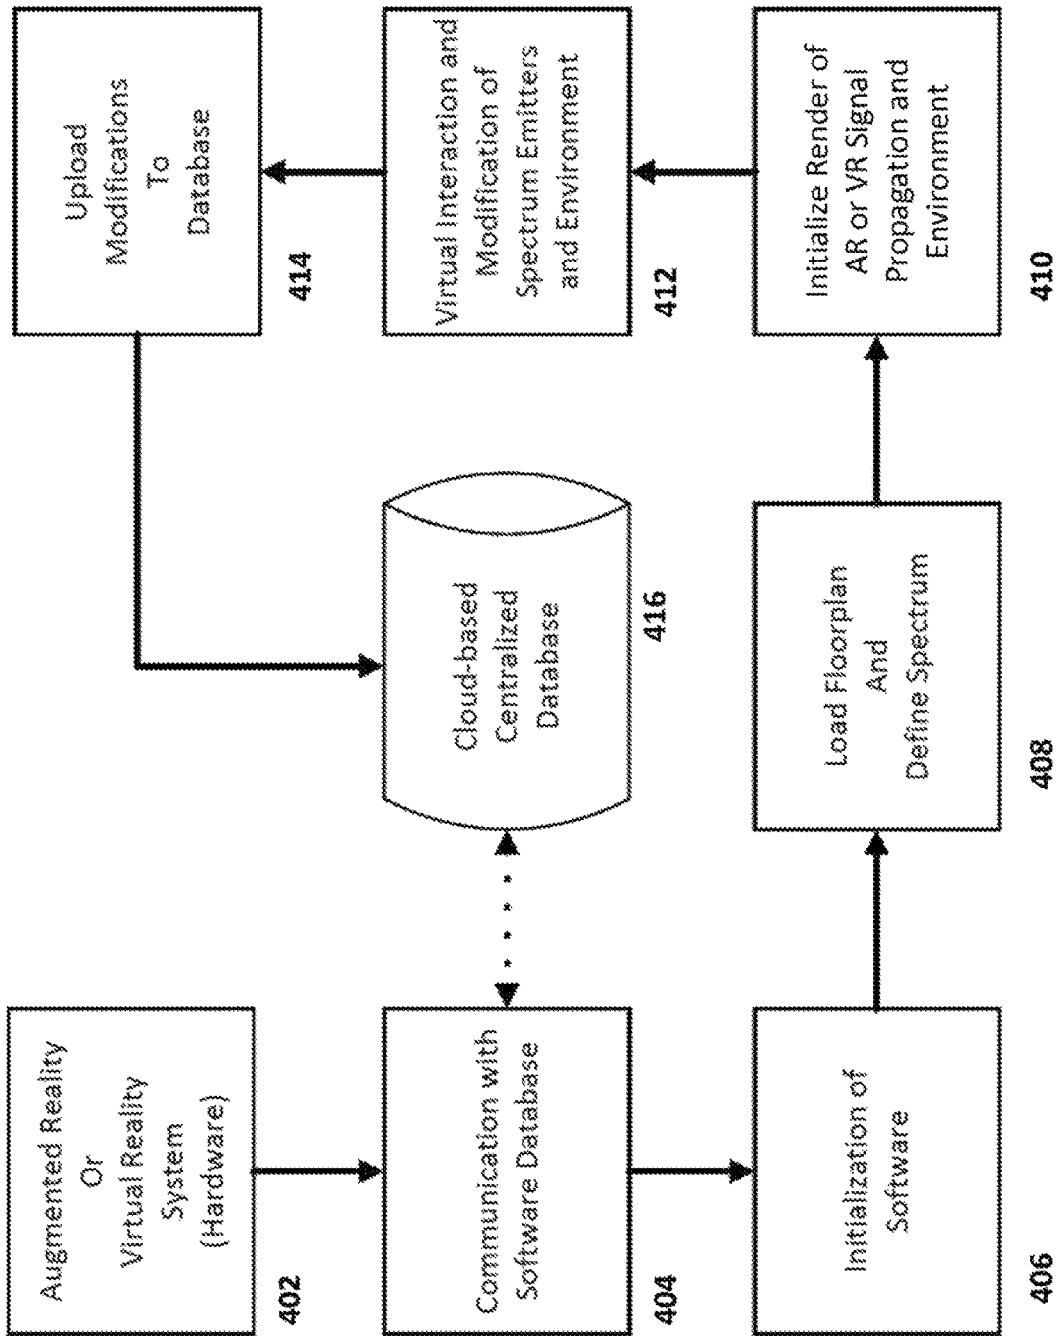 Augmented Reality
Or
Virtual Reality
System
(Hardware)
402
Communication with
Software Database
404
Initialization of
Software
406
Load Floorplan
And
Define Spectrum
408
Initialize Render of
AR or VR Signal
Propagation and
Environment
410
Virtual Interaction and
Modification of
Spectrum Emitters
and Environment
412
Upload
Modifications
To
Database
414
Cloud-based
Centralized
Database
416